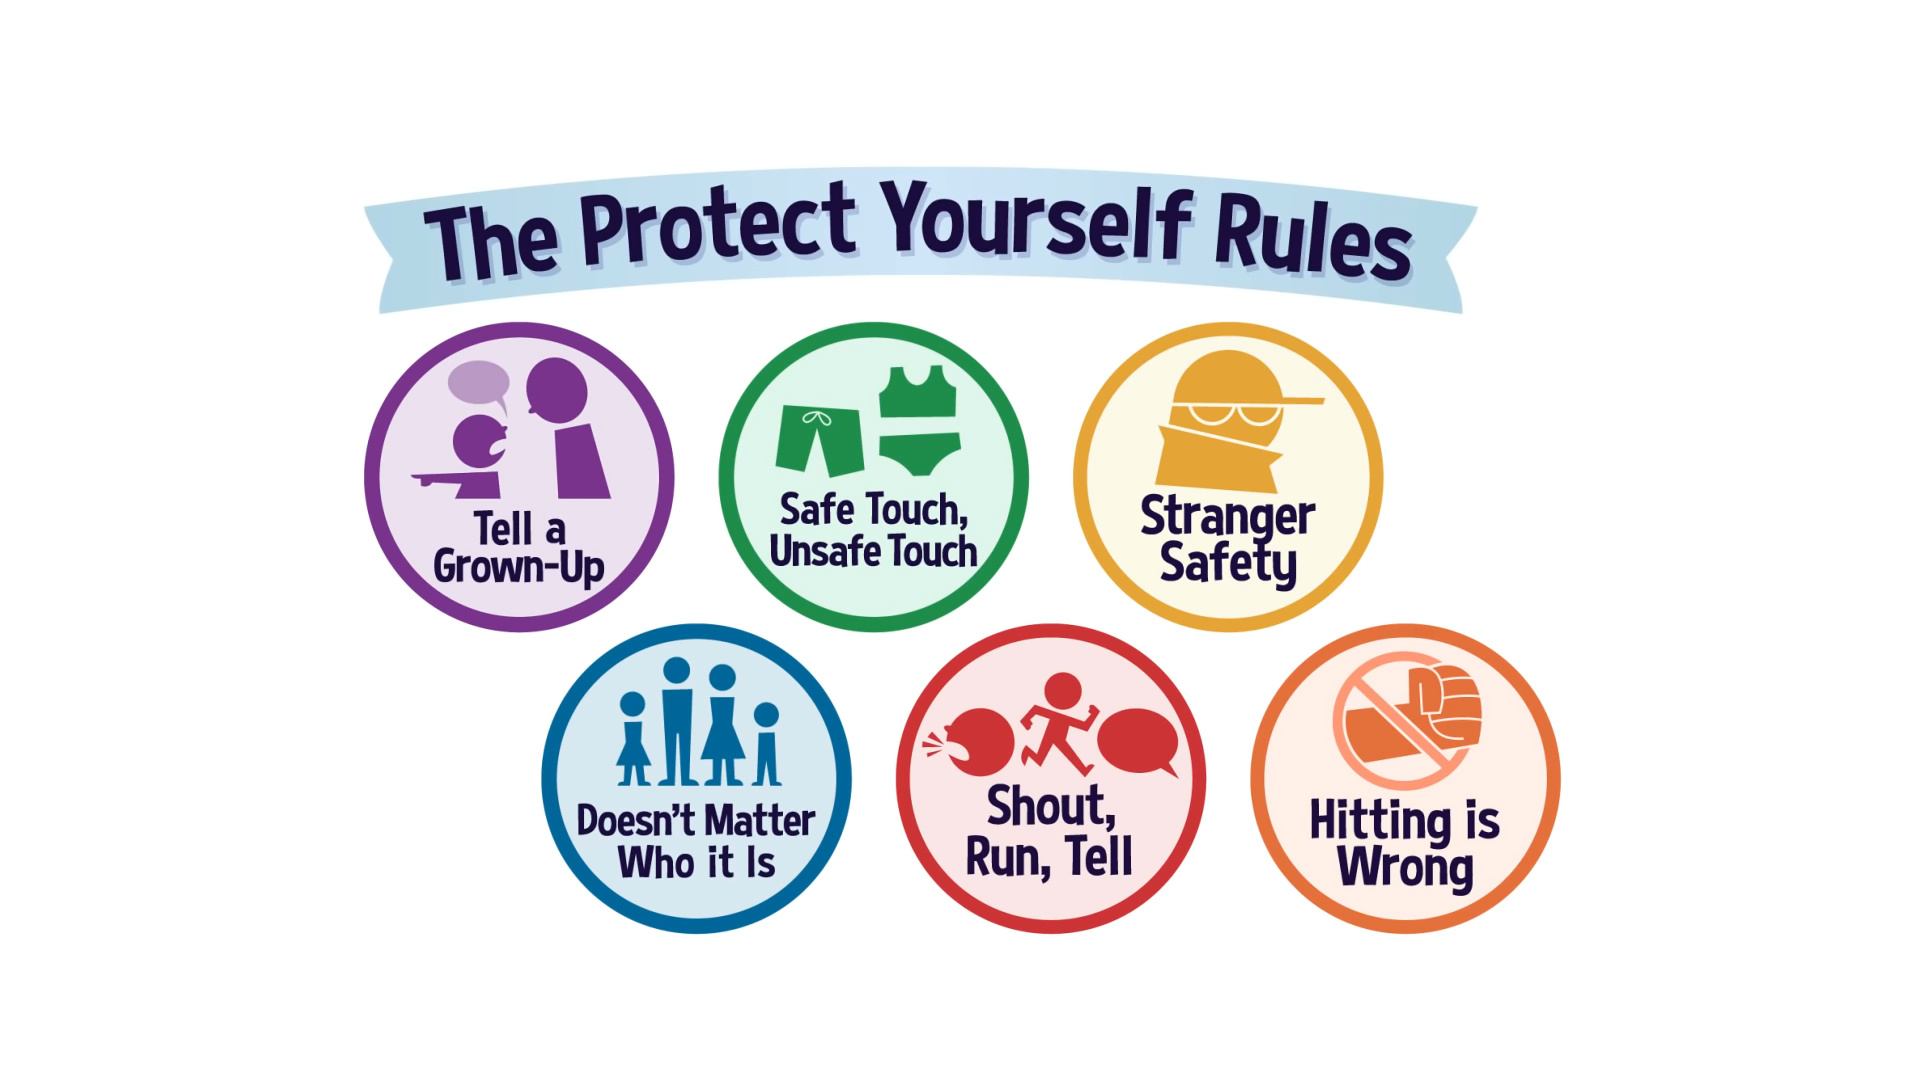 The Protect Yourself Rules
Tell a
Grown-Up
Safe Touch,
Unsafe Touch
Stranger
Safety
Doesn't Matter
Who it Is
Shout,
Run, Tell
Hitting is
Wrong